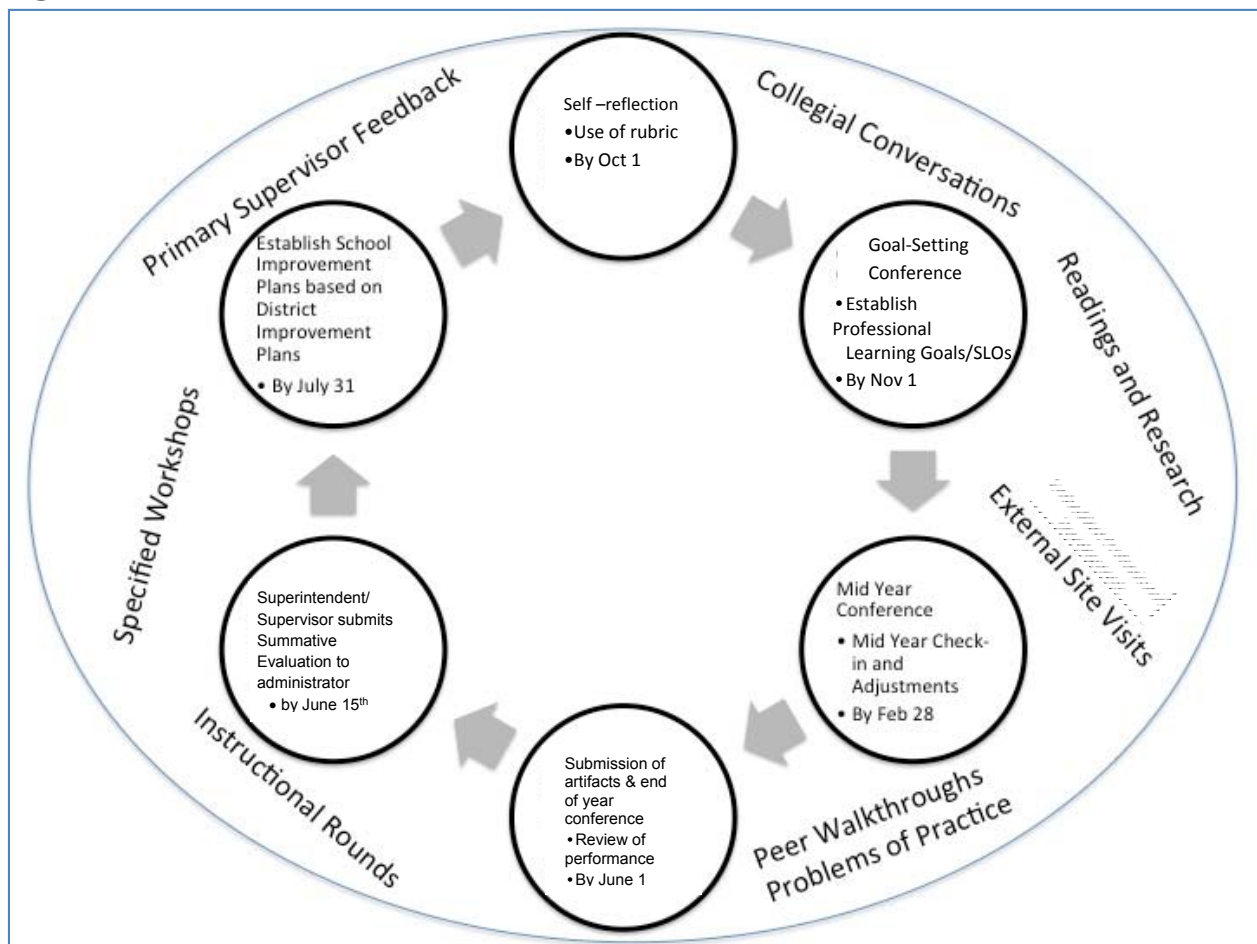 Primary Supervisor Feedback
Collegial Conversations
Readings and Research
External Site Visits
Peer Walkthroughs
Problems of Practice
Instructional Rounds
Specified Workshops
Self –reflection
•Use of rubric
•By Oct 1
Goal-Setting
Conference
• Establish
Professional
Learning Goals/SLOs
•By Nov 1
Mid Year
Conference
• Mid Year Check-
in and
Adjustments
• By Feb 28
Submission of
artifacts & end
of year
conference
•Review of
performance
•By June 1
Superintendent/
Supervisor submits
Summative
Evaluation to
administrator
• by June 15th
Establish School
Improvement
Plans based on
District
Improvement
Plans
• By July 31